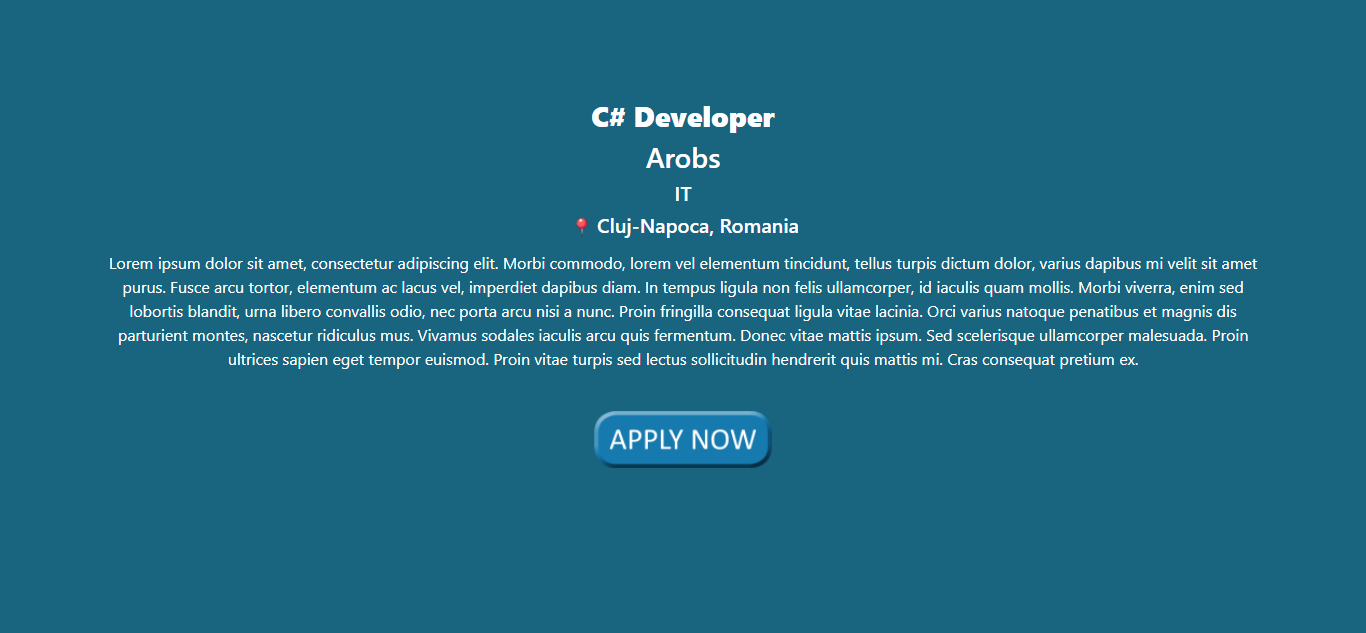 C# Developer
Arobs
IT
📍 Cluj-Napoca, Romania
Lorem ipsum dolor sit amet, consectetur adipiscing elit. Morbi commodo, lorem vel elementum tincidunt, tellus turpis dictum dolor, varius dapibus mi velit sit amet
purus. Fusce arcu tortor, elementum ac lacus vel, imperdiet dapibus diam. In tempus ligula non felis ullamcorper, id iaculis quam mollis. Morbi viverra, enim sed
lobortis blandit, urna libero convallis odio, nec porta arcu nisi a nunc. Proin fringilla consequat ligula vitae lacinia. Orci varius natoque penatibus et magnis dis
parturient montes, nascetur ridiculus mus. Vivamus sodales iaculis arcu quis fermentum. Donec vitae mattis ipsum. Sed scelerisque ullamcorper malesuada. Proin
ultrices sapien eget tempor euismod. Proin vitae turpis sed lectus sollicitudin hendrerit quis mattis mi. Cras consequat pretium ex.
APPLY NOW